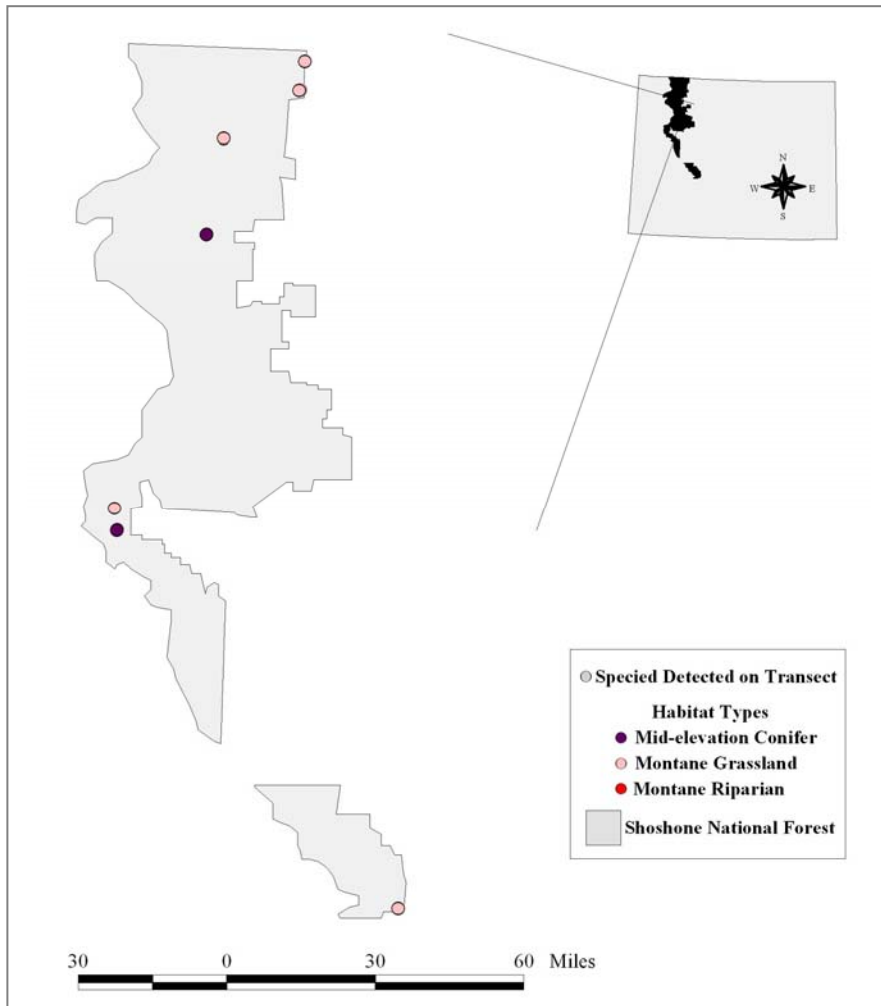 N
W E
S
Specied Detected on Transect
Habitat Types
Mid-elevation Conifer
Montane Grassland
Montane Riparian
Shoshone National Forest
30 0 30 60 Miles